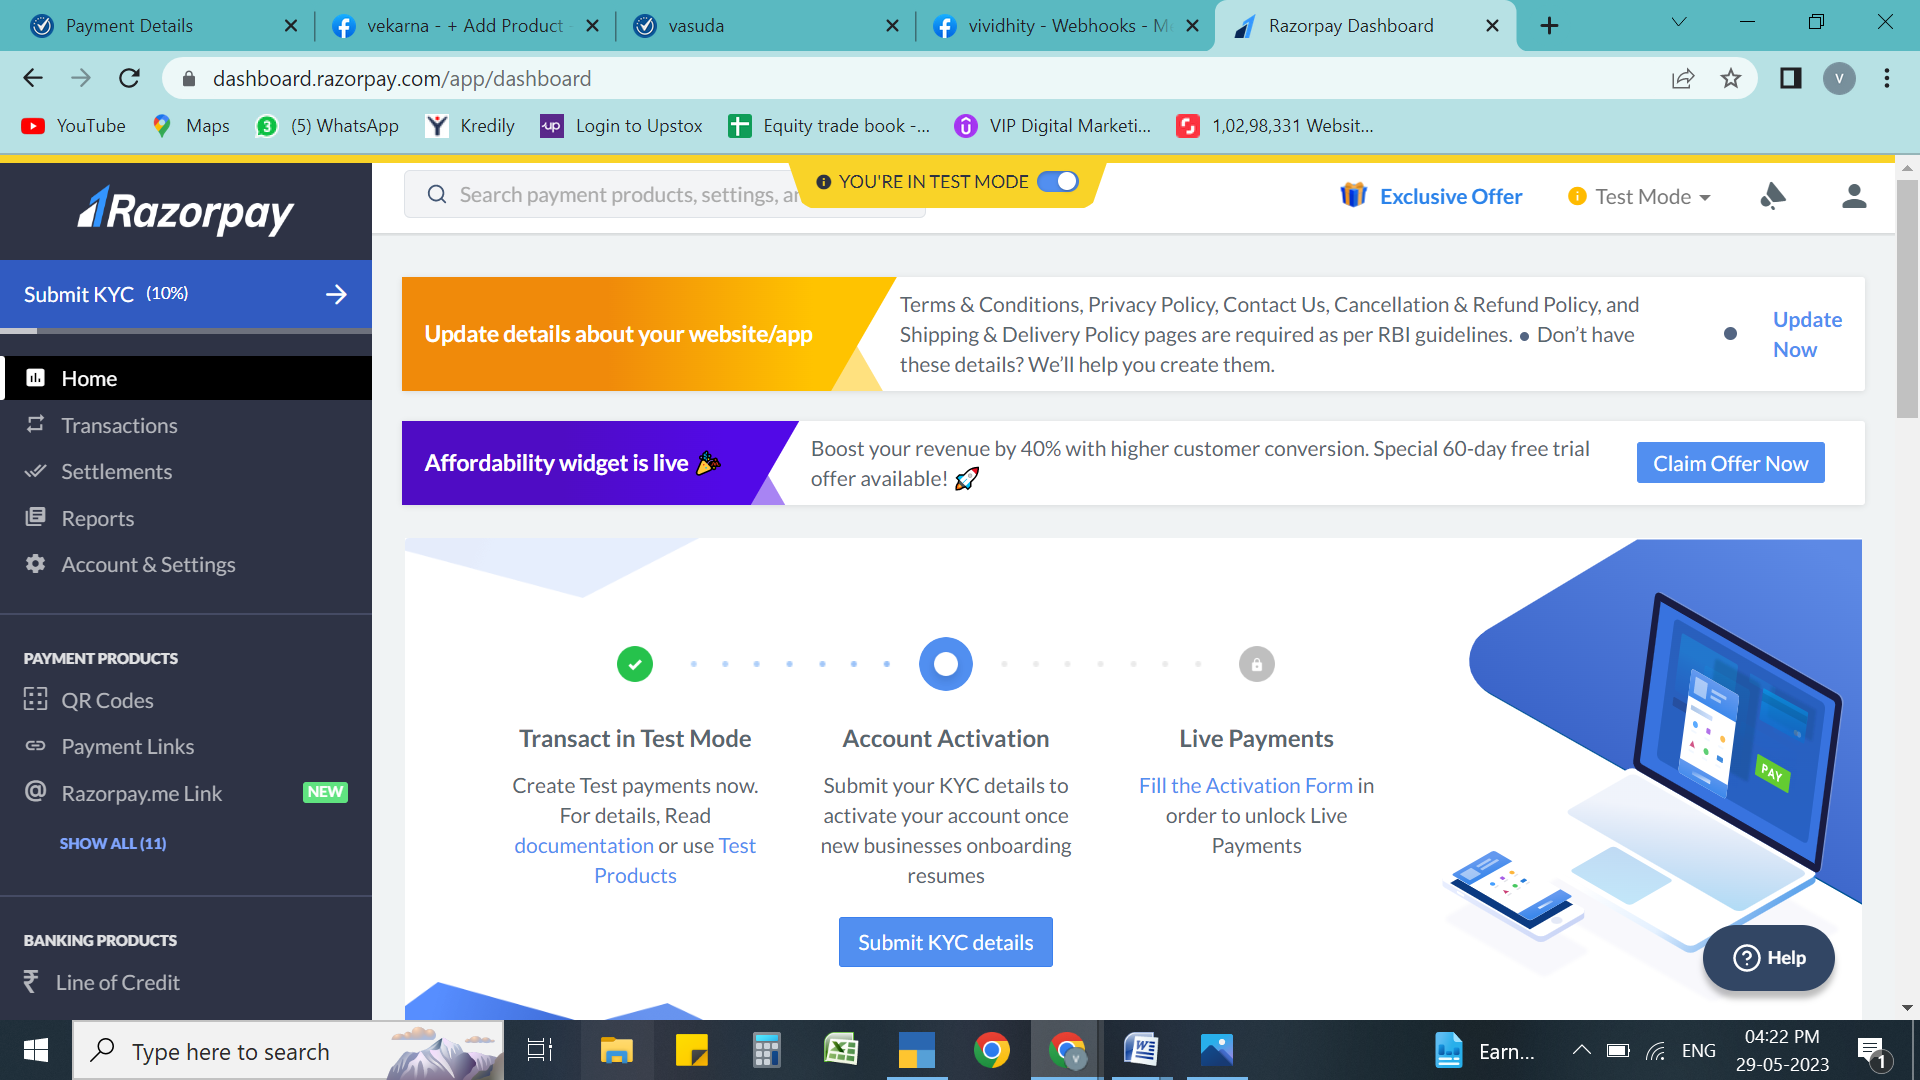 Payment Details
vekarna - + Add Product
vasuda
vividhity - Webhooks - Me
Razorpay Dashboard
dashboard.razorpay.com/app/dashboard
V
YouTube
Maps
3
(5) WhatsApp
Kredily
up
Login to Upstox
Equity trade book -...
VIP Digital Marketi...
1,02,98,331 Websit...
Razorpay
Search payment products, settings, an
YOU'RE IN TEST MODE
Exclusive Offer
Test Mode
Submit KYC (10%)
Home
Transactions
Settlements
Reports
Account & Settings
PAYMENT PRODUCTS
QR Codes
Payment Links
Razorpay.me Link
NEW
SHOW ALL (11)
BANKING PRODUCTS
₹ Line of Credit
Update details about your website/app
Terms & Conditions, Privacy Policy, Contact Us, Cancellation & Refund Policy, and
Shipping & Delivery Policy pages are required as per RBI guidelines. ● Don’t have
these details? We’ll help you create them.
Update
Now
Affordability widget is live
Boost your revenue by 40% with higher customer conversion. Special 60-day free trial
offer available!
Claim Offer Now
Transact in Test Mode
Create Test payments now.
For details, Read
documentation or use Test
Products
Account Activation
Submit your KYC details to
activate your account once
new businesses onboarding
resumes
Submit KYC details
Live Payments
Fill the Activation Form in
order to unlock Live
Payments
PAY
Help
Type here to search
V
Earn...
ENG
04:22 PM
29-05-2023
1